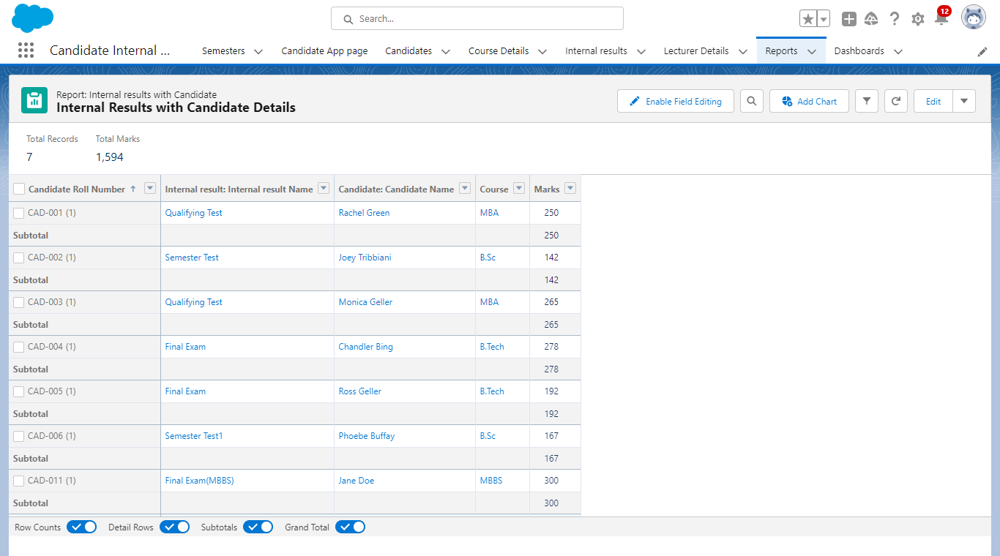 Search...
12
Candidate Internal ...
Semesters
Candidate App page
Candidates
Course Details
Internal results
Lecturer Details
Reports
Dashboards
Report: Internal results with Candidate
Internal Results with Candidate Details
Enable Field Editing
Add Chart
Edit
Total Records Total Marks
7 1,594
Candidate Roll Number ↑ Internal result: Internal result Name Candidate: Candidate Name Course Marks
CAD-001 (1) Qualifying Test Rachel Green MBA 250
Subtotal 250
CAD-002 (1) Semester Test Joey Tribbiani B.Sc 142
Subtotal 142
CAD-003 (1) Qualifying Test Monica Geller MBA 265
Subtotal 265
CAD-004 (1) Final Exam Chandler Bing B.Tech 278
Subtotal 278
CAD-005 (1) Final Exam Ross Geller B.Tech 192
Subtotal 192
CAD-006 (1) Semester Test1 Phoebe Buffay B.Sc 167
Subtotal 167
CAD-011 (1) Final Exam(MBBS) Jane Doe MBBS 300
Subtotal 300
Row Counts Detail Rows Subtotals Grand Total